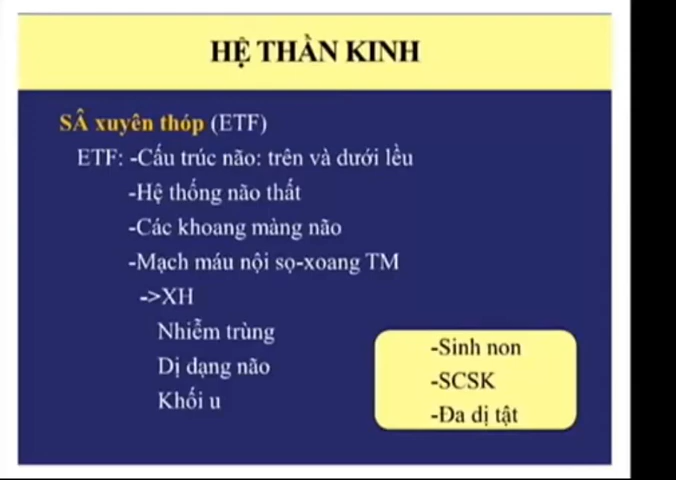 HỆ THẦN KINH
SÂ xuyên thóp (ETF)
ETF: -Cấu trúc não: trên và dưới lều
-Hệ thống não thất
-Các khoang màng não
-Mạch máu nội sọ-xoang TM
->XH
Nhiễm trùng
Dị dạng não
Khối u
-Sinh non
-SCSK
-Đa dị tật